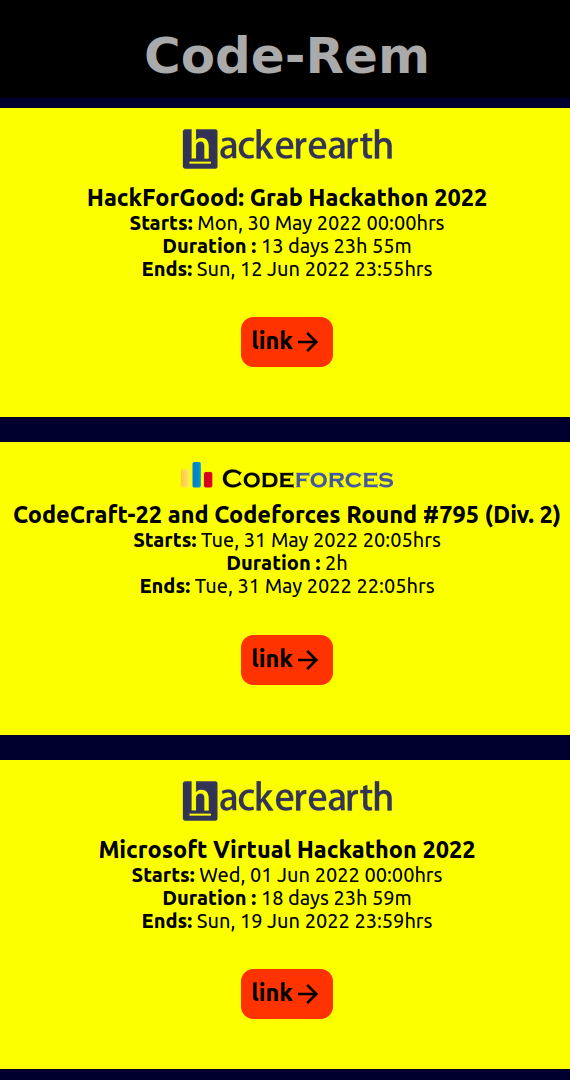 Code-Rem
hackerearth
HackForGood: Grab Hackathon 2022
Starts: Mon, 30 May 2022 00:00hrs
Duration : 13 days 23h 55m
Ends: Sun, 12 Jun 2022 23:55hrs
link→
CODEFORCES
CodeCraft-22 and Codeforces Round #795 (Div. 2)
Starts: Tue, 31 May 2022 20:05hrs
Duration : 2h
Ends: Tue, 31 May 2022 22:05hrs
link→
hackerearth
Microsoft Virtual Hackathon 2022
Starts: Wed, 01 Jun 2022 00:00hrs
Duration : 18 days 23h 59m
Ends: Sun, 19 Jun 2022 23:59hrs
link→